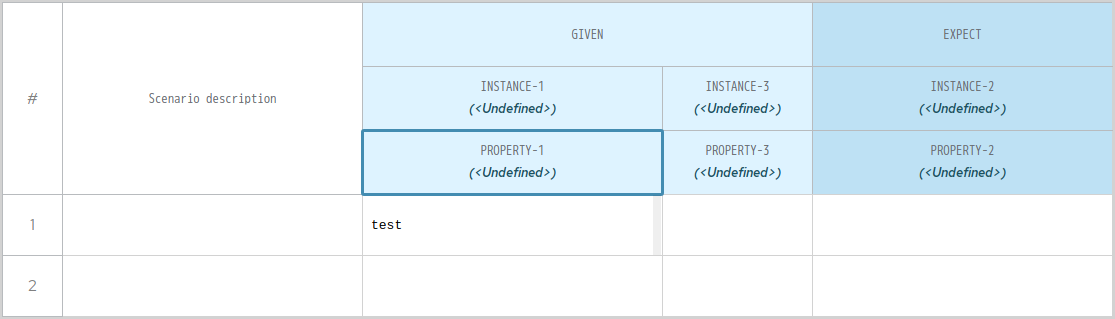 #
Scenario description
GIVEN
EXPECT
INSTANCE-1
(<Undefined>)
INSTANCE-3
(<Undefined>)
INSTANCE-2
(<Undefined>)
PROPERTY-1
(<Undefined>)
PROPERTY-3
(<Undefined>)
PROPERTY-2
(<Undefined>)
1
test
2